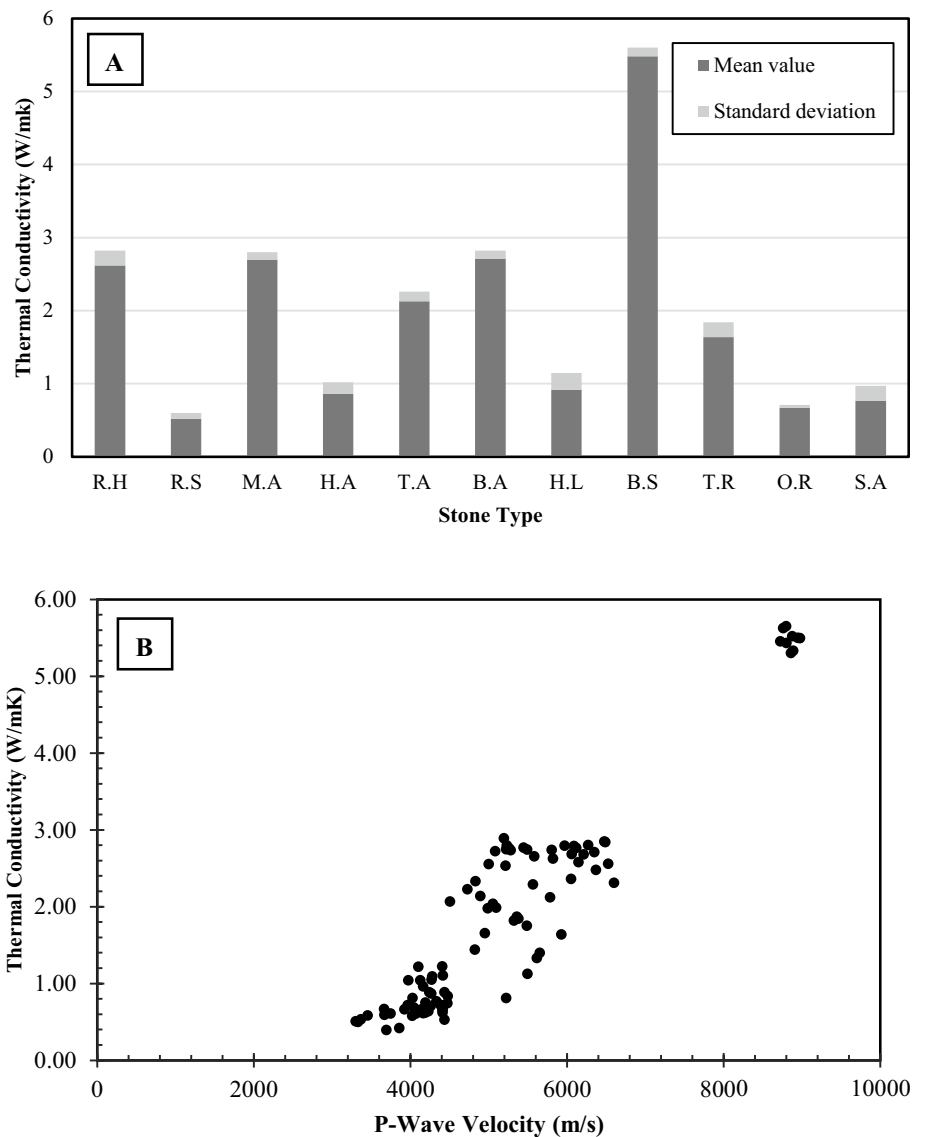 A
Mean value
Standard deviation
Thermal Conductivity (W/mk)
6
5
4
3
2
1
0
R.H R.S M.A H.A T.A B.A H.L B.S T.R O.R S.A
Stone Type
B
Thermal Conductivity (W/mK)
6.00
5.00
4.00
3.00
2.00
1.00
0.00
0 2000 4000 6000 8000 10000
P-Wave Velocity (m/s)